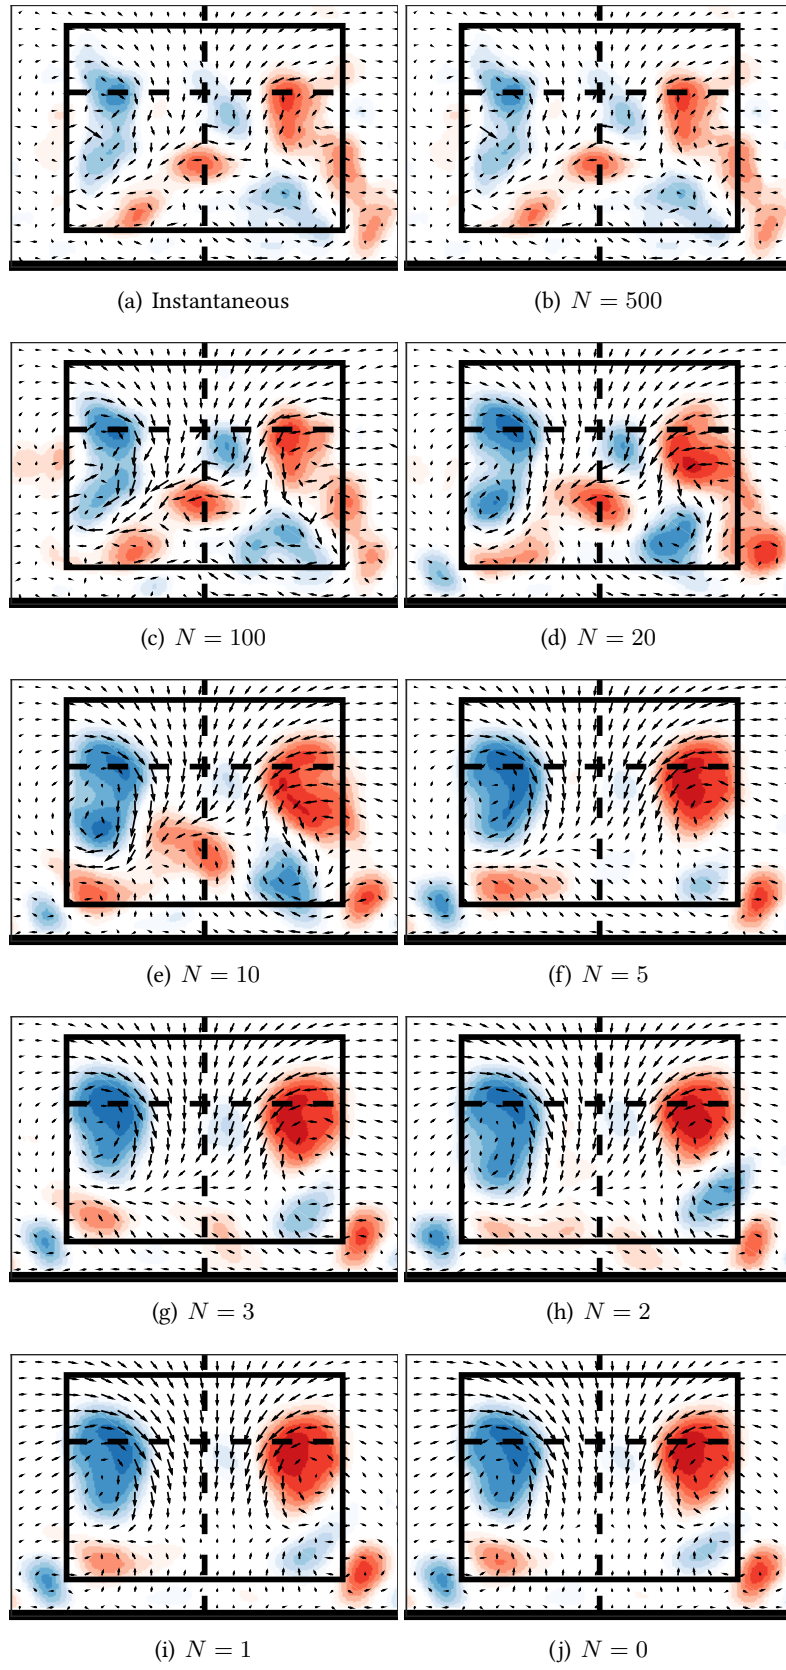 (a) Instantaneous
(b) N = 500
(c) N = 100
(d) N = 20
(e) N = 10
(f) N = 5
(g) N = 3
(h) N = 2
(i) N = 1
(j) N = 0